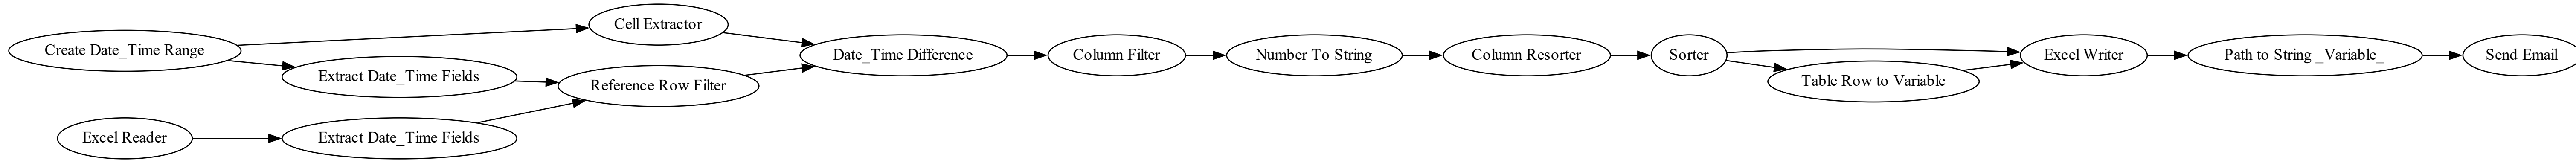 Create Date_Time Range
Cell Extractor
Extract Date_Time Fields
Reference Row Filter
Excel Reader
Extract Date_Time Fields
Date_Time Difference
Column Filter
Number To String
Column Resorter
Sorter
Table Row to Variable
Excel Writer
Path to String _Variable_
Send Email